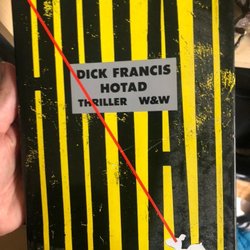 DICK FRANCIS
HOTAD
THRILLER W&W